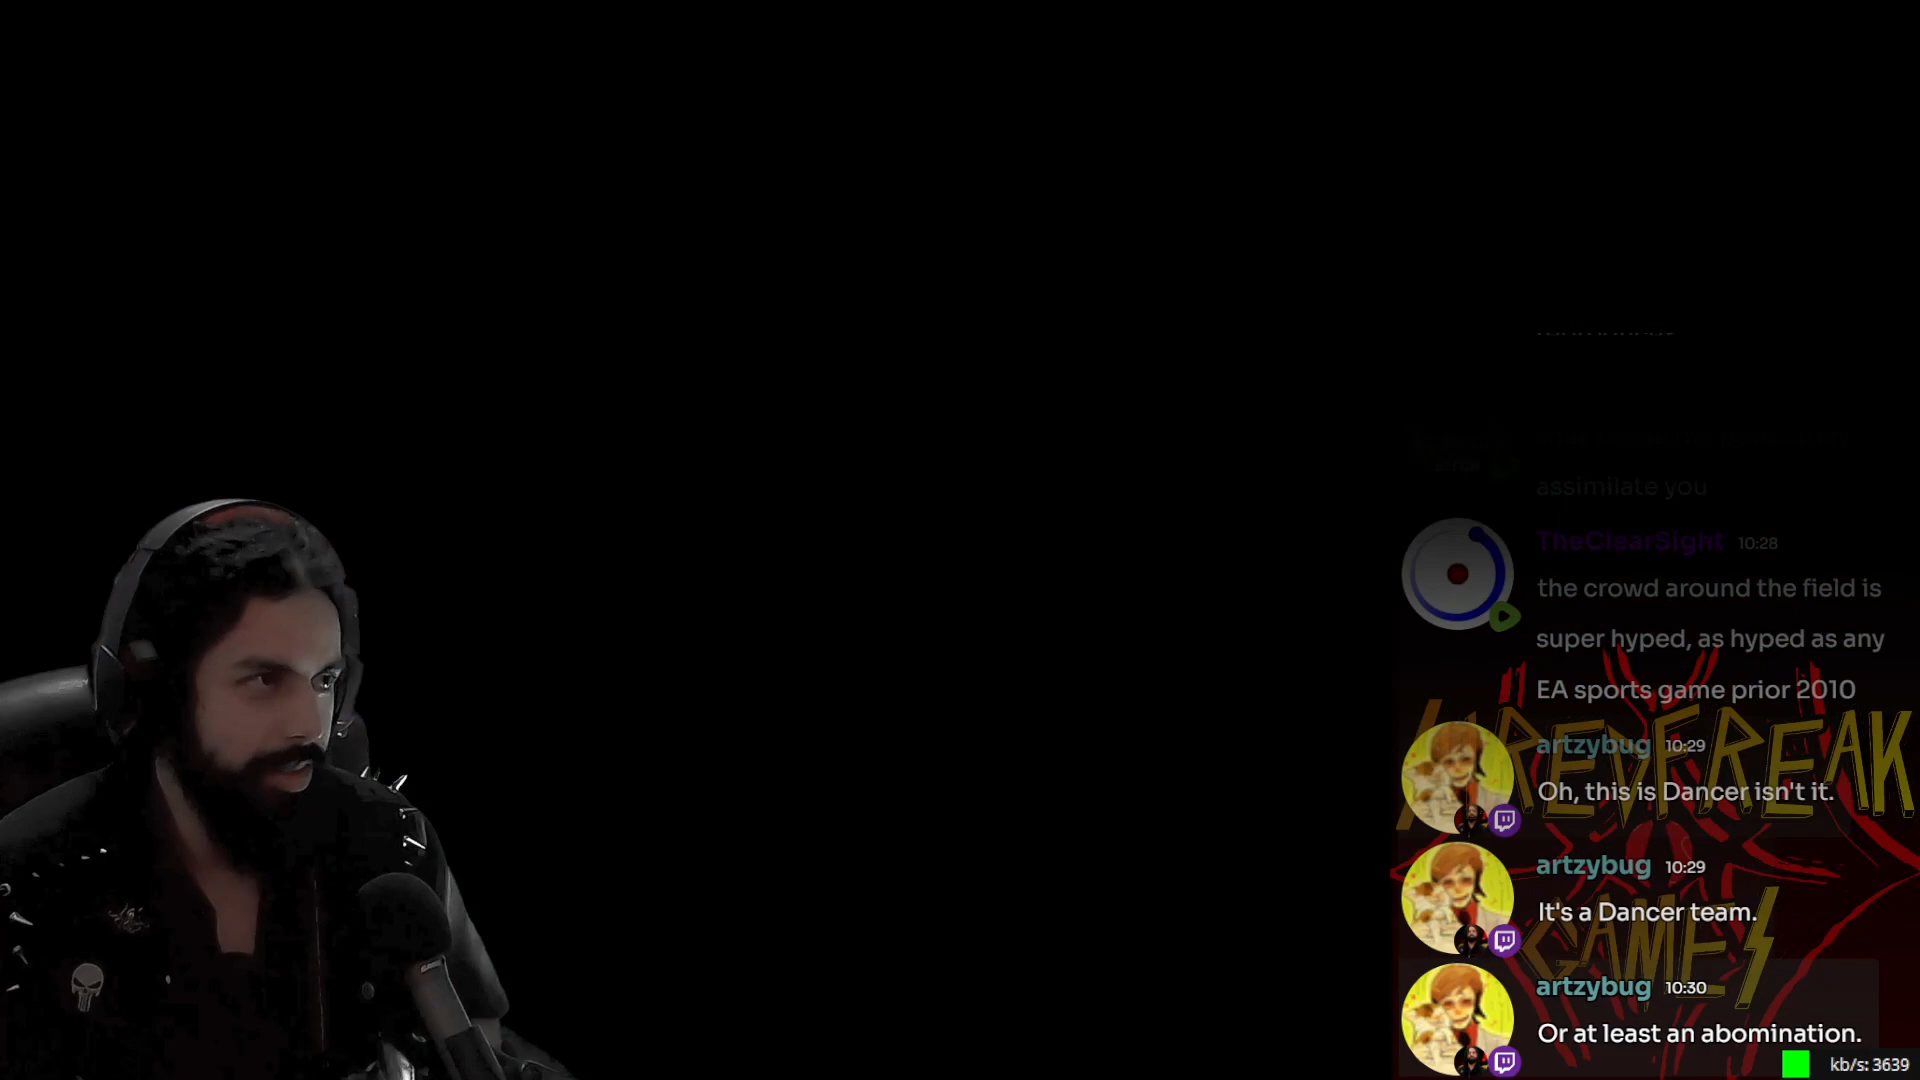 assimilate you
TheClearSight 10:28
the crowd around the field is
super hyped, as hyped as any
EA sports game prior 2010
REDFREAK
artzybug 10:29
Oh, this is Dancer isn't it.
artzybug 10:29
It's a Dancer team.
GAMES
artzybug 10:30
Or at least an abomination.
kb/s: 3639